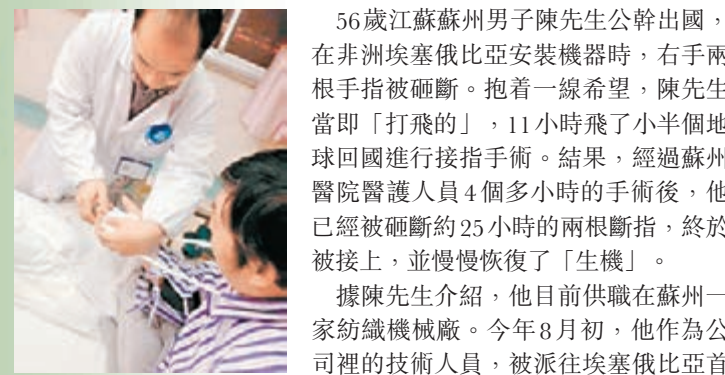 56歲江蘇蘇州男子陳先生公幹出國，
在非洲埃塞俄比亞安裝機器時，右手兩
根手指被砸斷。抱着一線希望，陳先生
當即「打飛的」，11小時飛了小半個地
球回國進行接指手術。結果，經過蘇州
醫院醫護人員4個多小時的手術後，他
已經被砸斷約25小時的兩根斷指，終於
被接上，並慢慢恢復了「生機」。
據陳先生介紹，他目前供職在蘇州一
家紡織機械廠。今年8月初，他作為公
司裡的技術人員，被派往埃塞俄比亞首